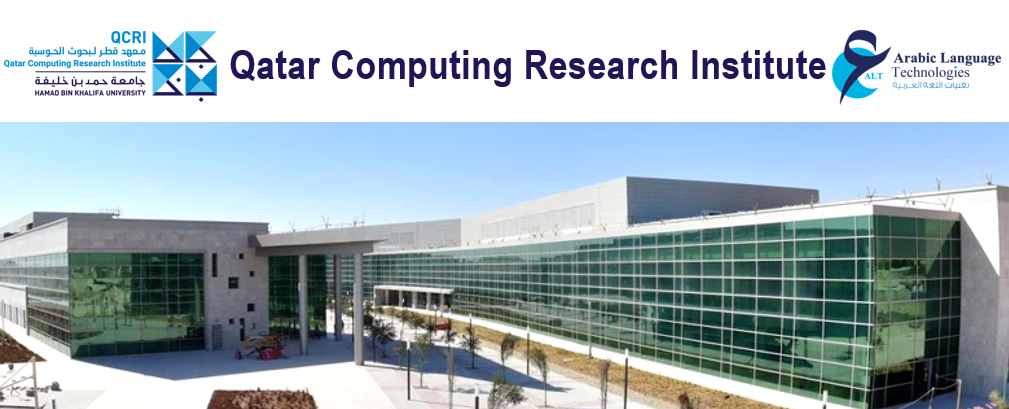 QCRI
معهد قطر لبحوث الحوسبة
Qatar Computing Research Institute
جامعة حمد بن خليفة
HAMAD BIN KHALIFA UNIVERSITY
Qatar Computing Research Institute
ALT
Arabic Language
Technologies
تقنيات اللغة العربية